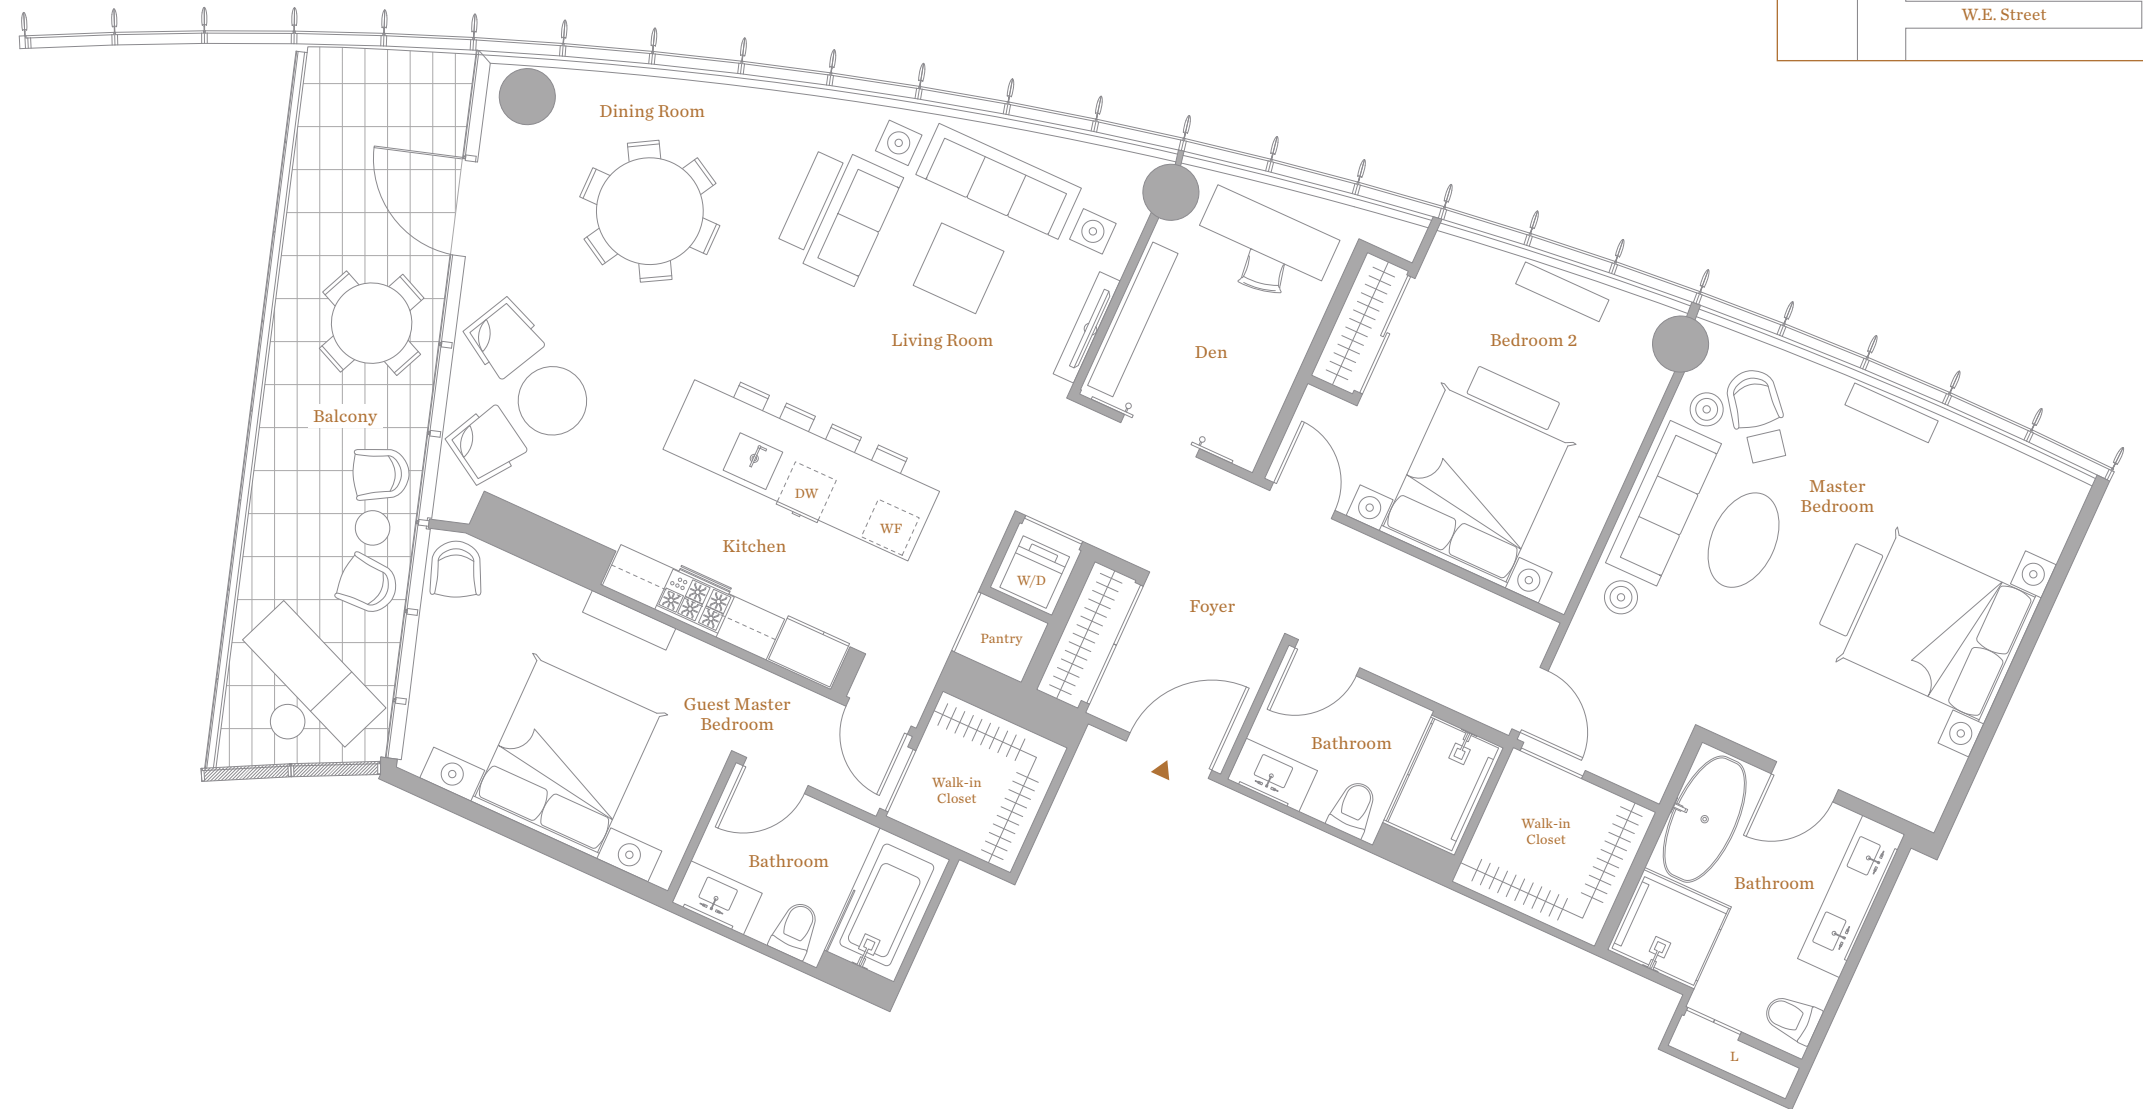 W.E. Street
Dining Room
Living Room
Den
Bedroom 2
Balcony
Master
Bedroom
DW
WF
Kitchen
W/D
Foyer
Pantry
Guest Master
Bedroom
Bathroom
Walk-in
Closet
Walk-in
Closet
Bathroom
Bathroom
L